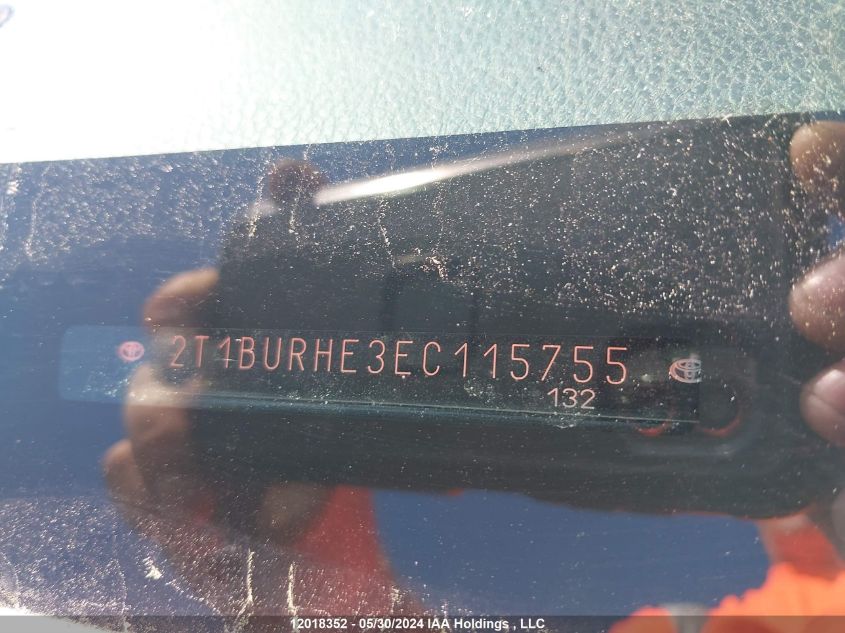 2T1BURHE3EC115755
132
12018352 - 05/30/2024 IAA Holdings , LLC